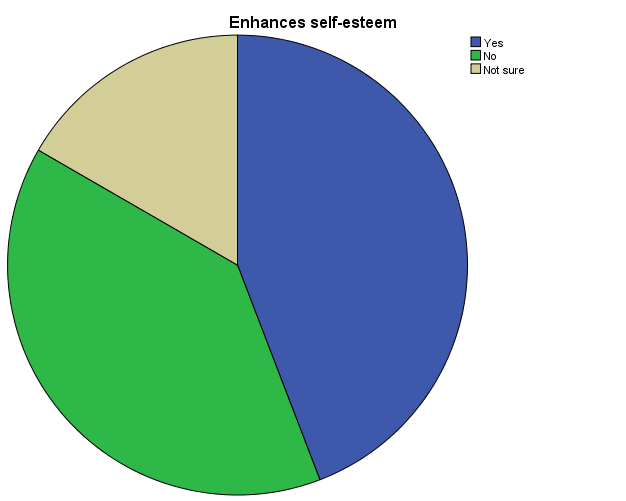 Enhances self-esteem
Yes
No
Not sure